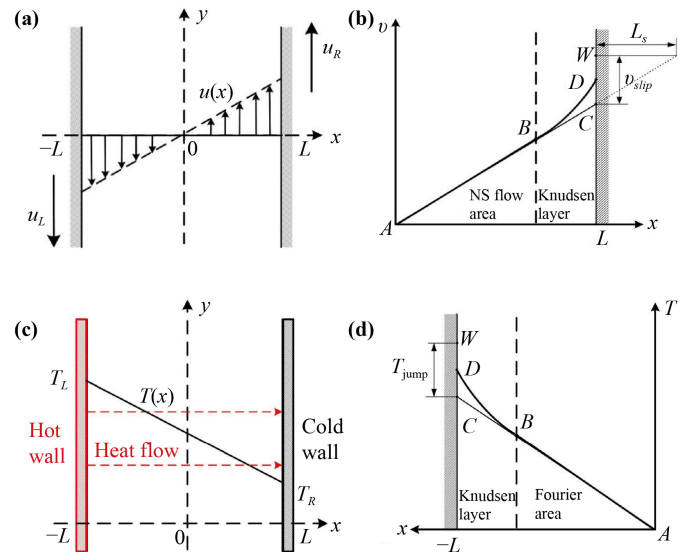 (a)
y
u_R
u(x)
−L
0
L
x
u_L
(b)
υ
L_s
W
D
υ_slip
B
C
NS flow
area
Knudsen
layer
A
L
x
(c)
y
T_L
T(x)
Hot
wall
Heat flow
Cold
wall
T_R
−L
0
L
x
(d)
T
W
T_jump
D
C
B
Knudsen
layer
Fourier
area
x
−L
A